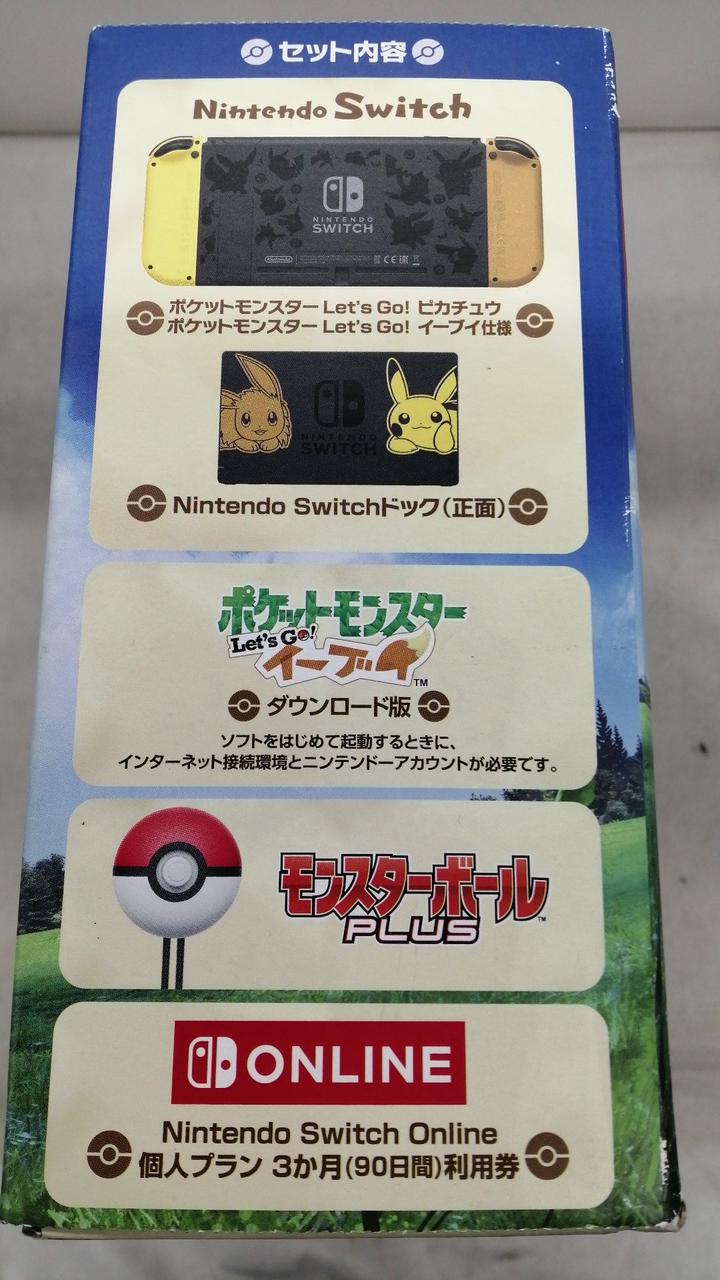 セット内容
Nintendo Switch
NINTENDO
SWITCH
Nintendo
ポケットモンスター Let's Go! ピカチュウ
ポケットモンスター Let's Go! イーブイ仕様
NINTENDO
SWITCH
Nintendo Switchドック(正面)
ポケットモンスター
Let's GO!
イーブイ™
ダウンロード版
ソフトをはじめて起動するときに、
インターネット接続環境とニンテンドーアカウントが必要です。
モンスターボール™
PLUS
ONLINE
Nintendo Switch Online
個人プラン 3か月(90日間)利用券